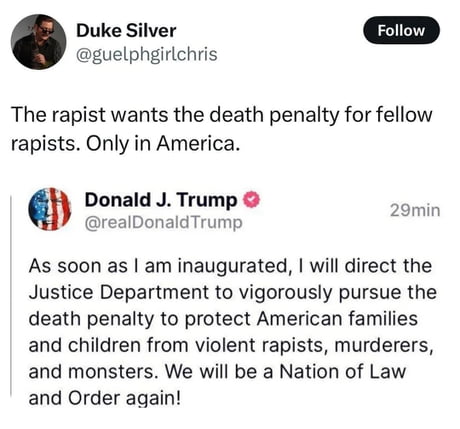 Duke Silver
Follow
@guelphgirlchris
The rapist wants the death penalty for fellow
rapists. Only in America.
Donald J. Trump
@realDonaldTrump
29min
As soon as I am inaugurated, I will direct the
Justice Department to vigorously pursue the
death penalty to protect American families
and children from violent rapists, murderers,
and monsters. We will be a Nation of Law
and Order again!